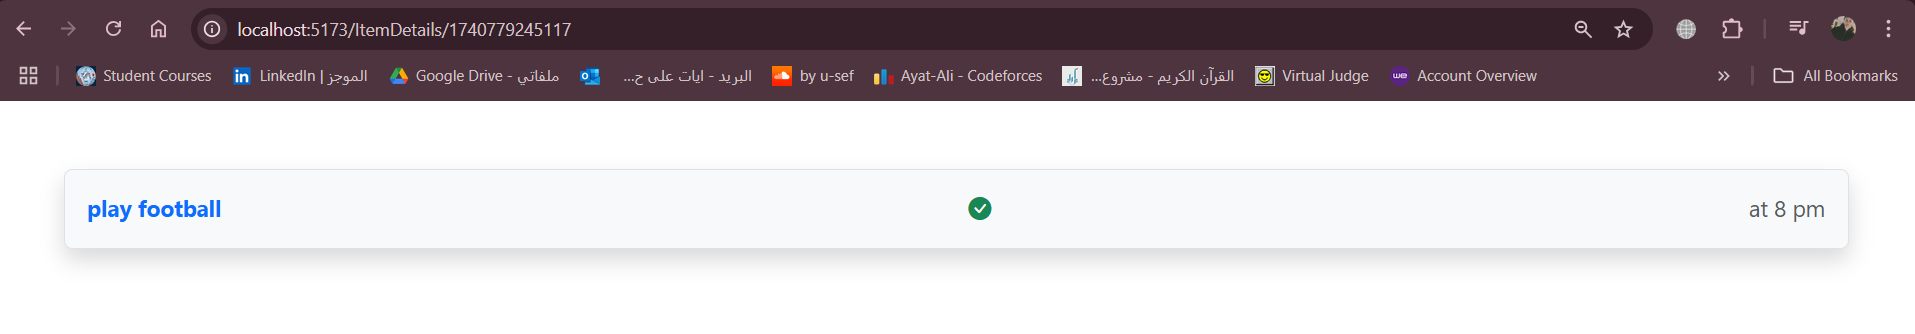 localhost:5173/ItemDetails/1740779245117
Student Courses
الموجز | LinkedIn
ملفاتي - Google Drive
البريد - ايات على ح...
by u-sef
Ayat-Ali - Codeforces
القرآن الكريم - مشروع...
Virtual Judge
we
Account Overview
»
All Bookmarks
play football
at 8 pm